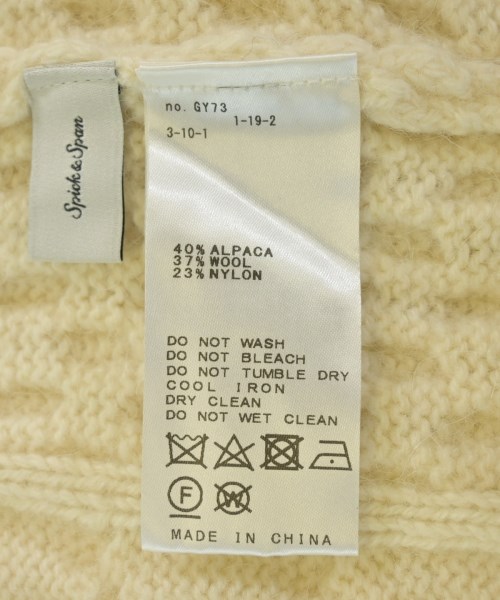 Spick & Span
no. GY73
1-19-2
3-10-1
40% ALPACA
37% WOOL
23% NYLON
DO NOT WASH
DO NOT BLEACH
DO NOT TUMBLE DRY
COOL IRON
DRY CLEAN
DO NOT WET CLEAN
F W
MADE IN CHINA